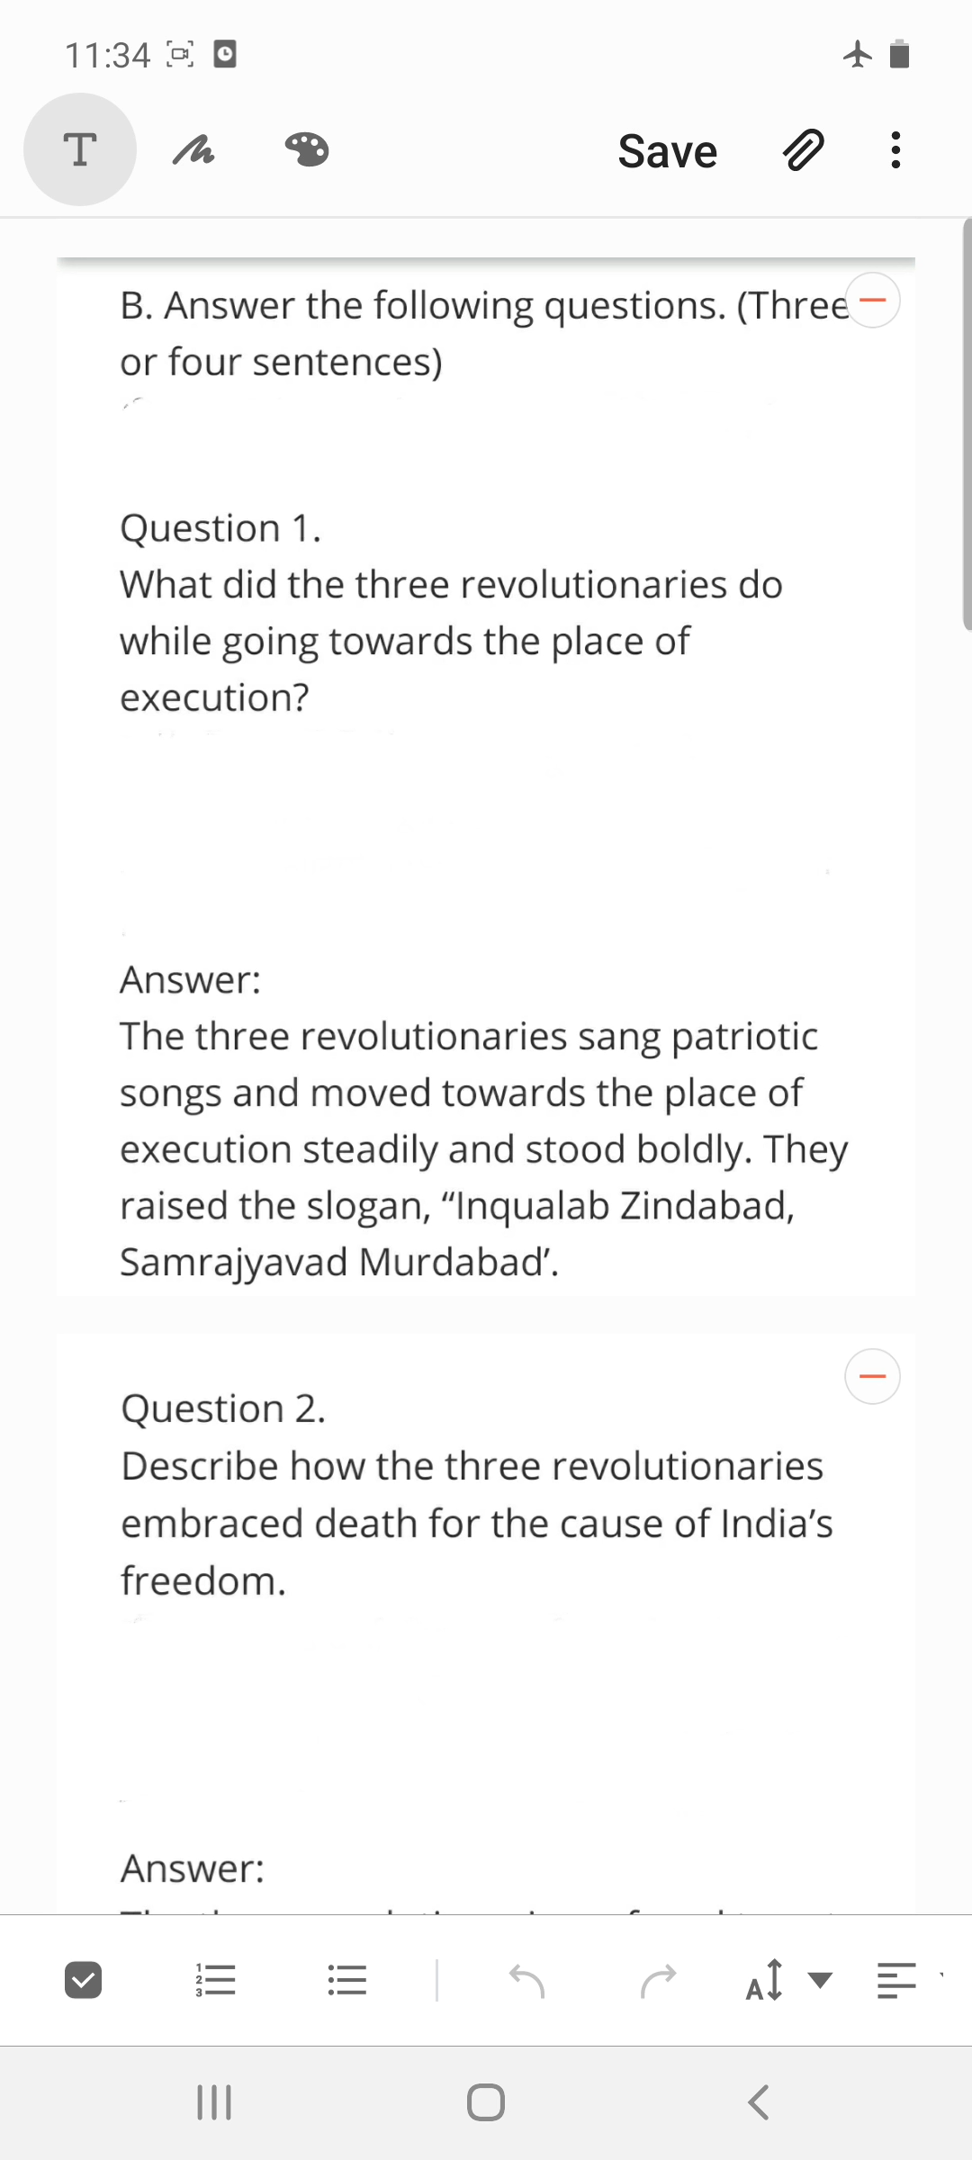 11:34
T
Save
B. Answer the following questions. (Three
or four sentences)
Question 1.
What did the three revolutionaries do
while going towards the place of
execution?
Answer:
The three revolutionaries sang patriotic
songs and moved towards the place of
execution steadily and stood boldly. They
raised the slogan, “Inqualab Zindabad,
Samrajyavad Murdabad’.
Question 2.
Describe how the three revolutionaries
embraced death for the cause of India’s
freedom.
Answer: